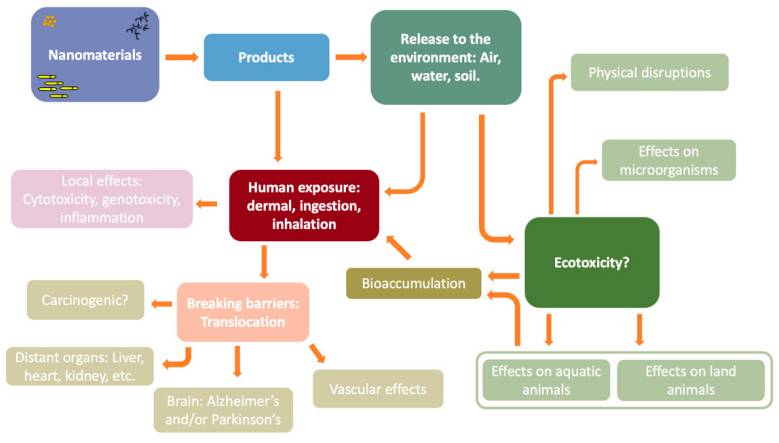 Nanomaterials
Products
Release to the
environment: Air,
water, soil.
Physical disruptions
Effects on
microorganisms
Local effects:
Cytotoxicity, genotoxicity,
inflammation
Human exposure:
dermal, ingestion,
inhalation
Ecotoxicity?
Bioaccumulation
Carcinogenic?
Breaking barriers:
Translocation
Distant organs: Liver,
heart, kidney, etc.
Brain: Alzheimer's
and/or Parkinson's
Vascular effects
Effects on aquatic
animals
Effects on land
animals